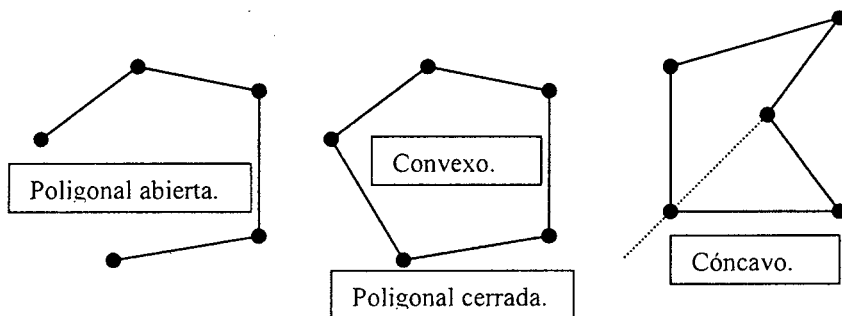 Poligonal abierta.
Convexo.
Poligonal cerrada.
Cóncavo.